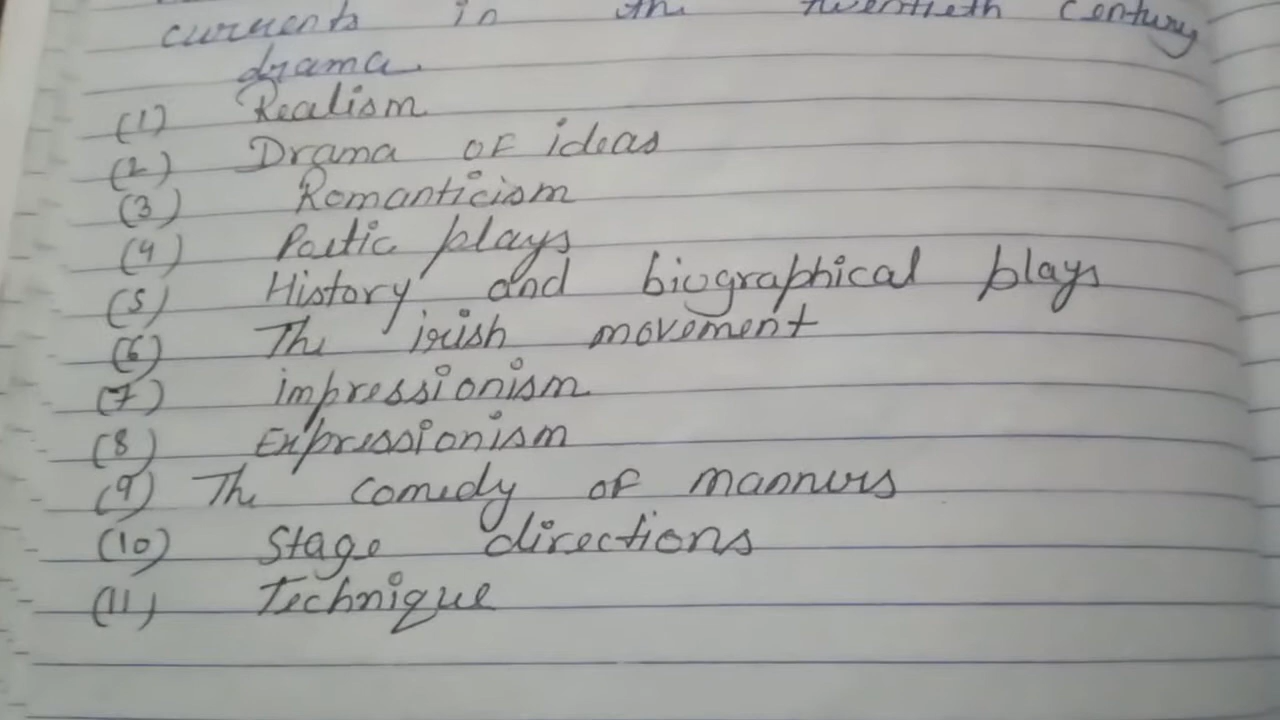 currents in the twentieth century
drama.
(1) Realism
(2) Drama OF ideas
(3) Romanticism
(4) Poetic plays
(5) History and biographical plays
(6) The irish movement
(7) impressionism
(8) Expressionism
(9) The comedy of manners
(10) Stage directions
(11) Technique